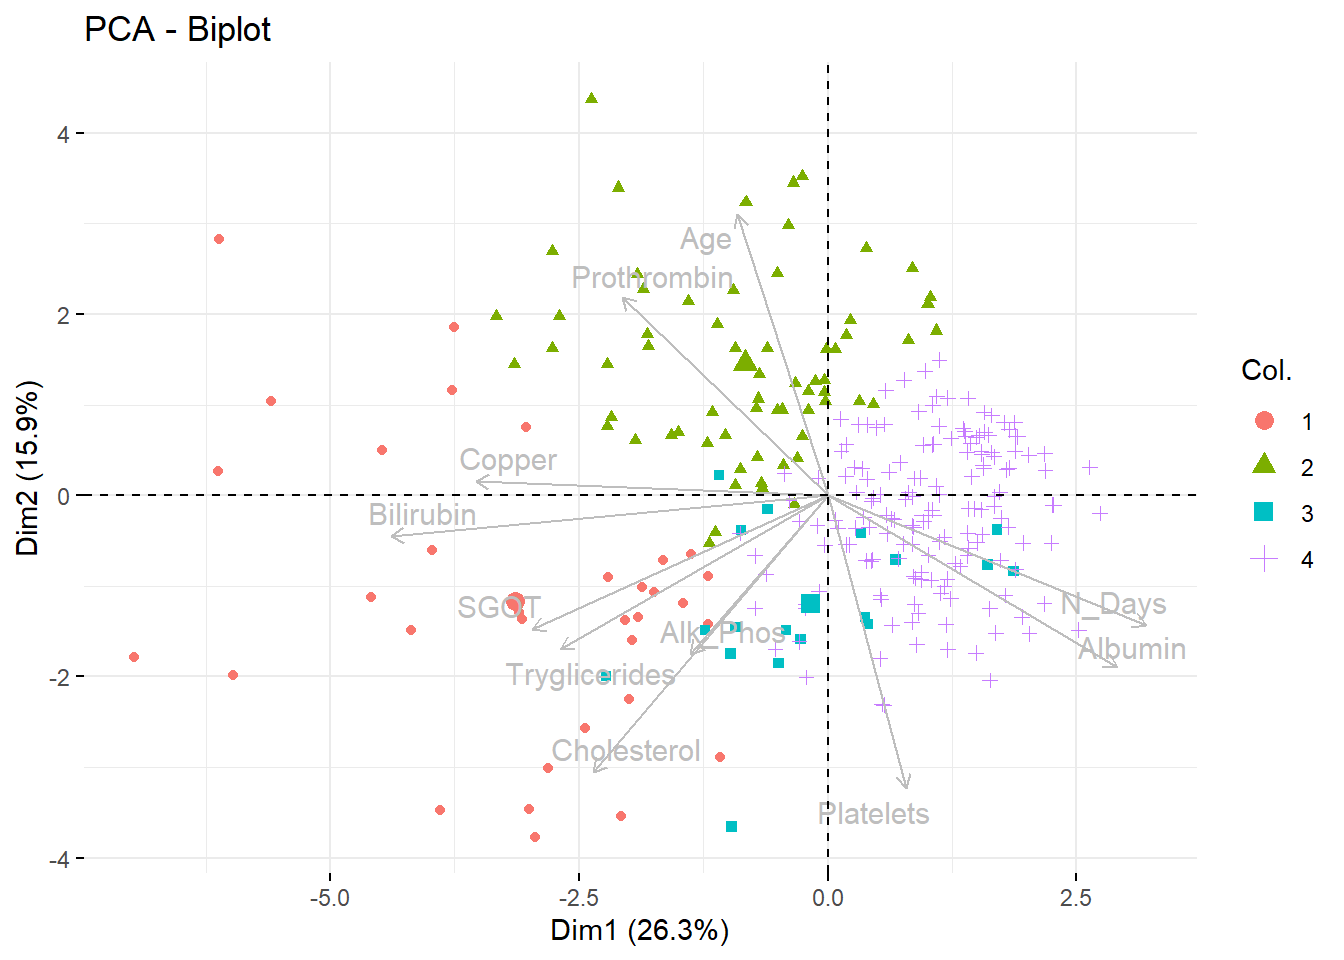 PCA - Biplot
Dim2 (15.9%)
4
2
0
-2
-4
Age
Prothrombin
Copper
Bilirubin
SGOT
Alk_Phos
Tryglicerides
Cholesterol
Platelets
N_Days
Albumin
-5.0
-2.5
0.0
2.5
Dim1 (26.3%)
Col.
1
2
3
4